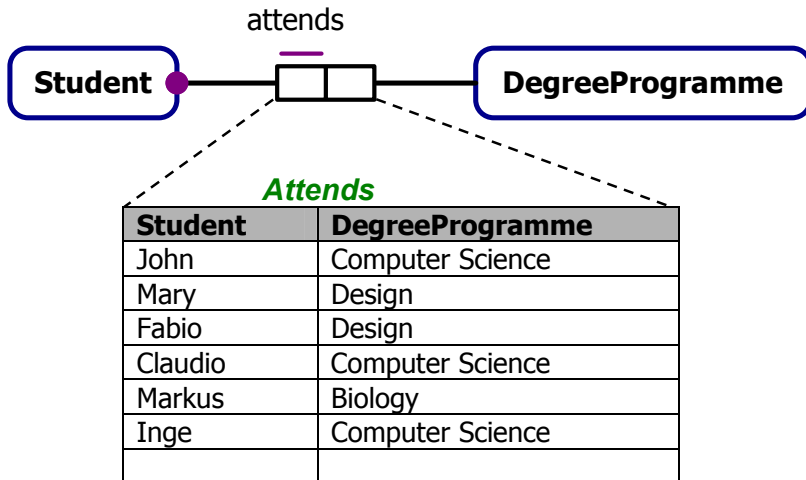 attends
Student DegreeProgramme
Attends
Student DegreeProgramme
John Computer Science
Mary Design
Fabio Design
Claudio Computer Science
Markus Biology
Inge Computer Science